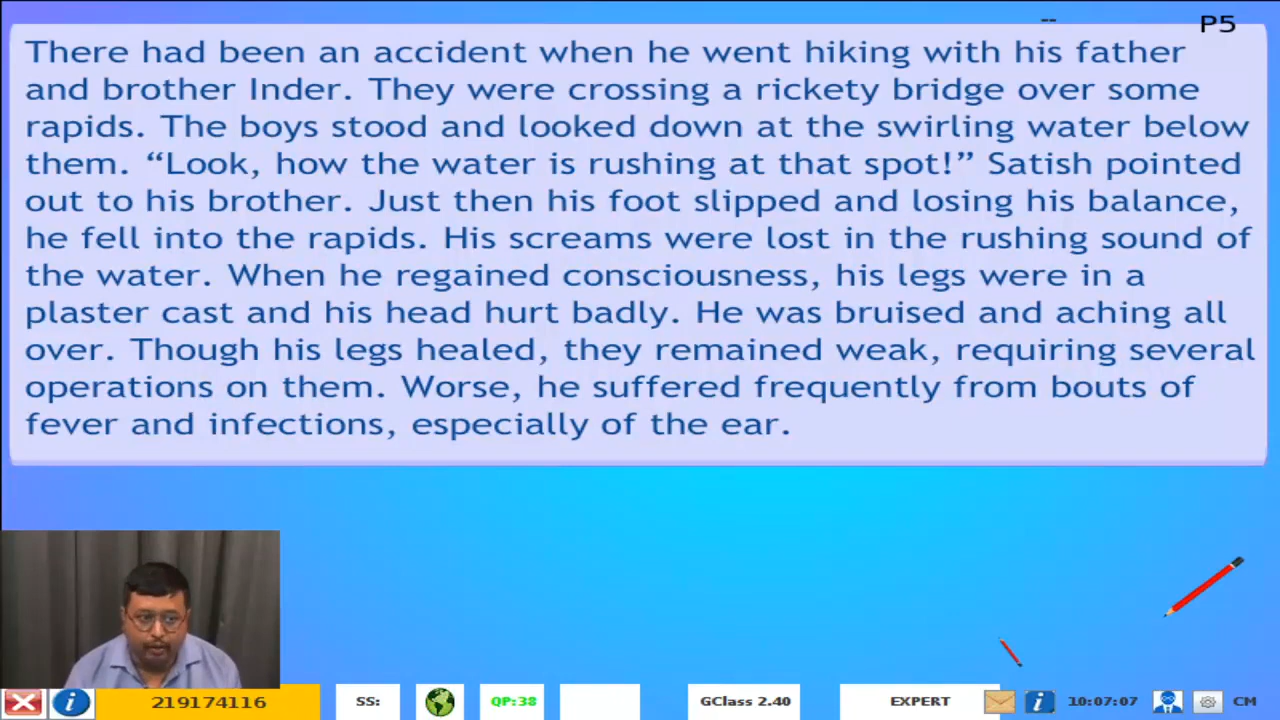 --
P5
There had been an accident when he went hiking with his father
and brother Inder. They were crossing a rickety bridge over some
rapids. The boys stood and looked down at the swirling water below
them. “Look, how the water is rushing at that spot!” Satish pointed
out to his brother. Just then his foot slipped and losing his balance,
he fell into the rapids. His screams were lost in the rushing sound of
the water. When he regained consciousness, his legs were in a
plaster cast and his head hurt badly. He was bruised and aching all
over. Though his legs healed, they remained weak, requiring several
operations on them. Worse, he suffered frequently from bouts of
fever and infections, especially of the ear.
219174116 SS: QP:38 GClass 2.40 EXPERT 10:07:07 CM